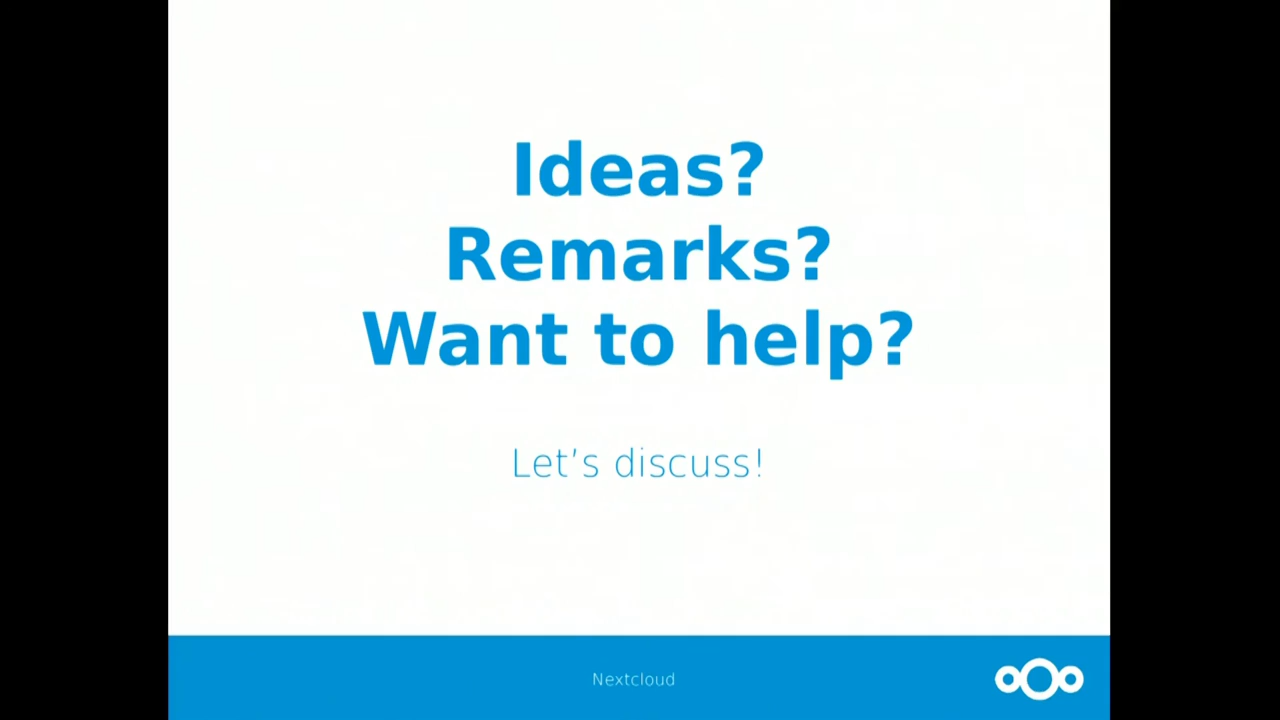 Ideas?
Remarks?
Want to help?
Let's discuss!
Nextcloud